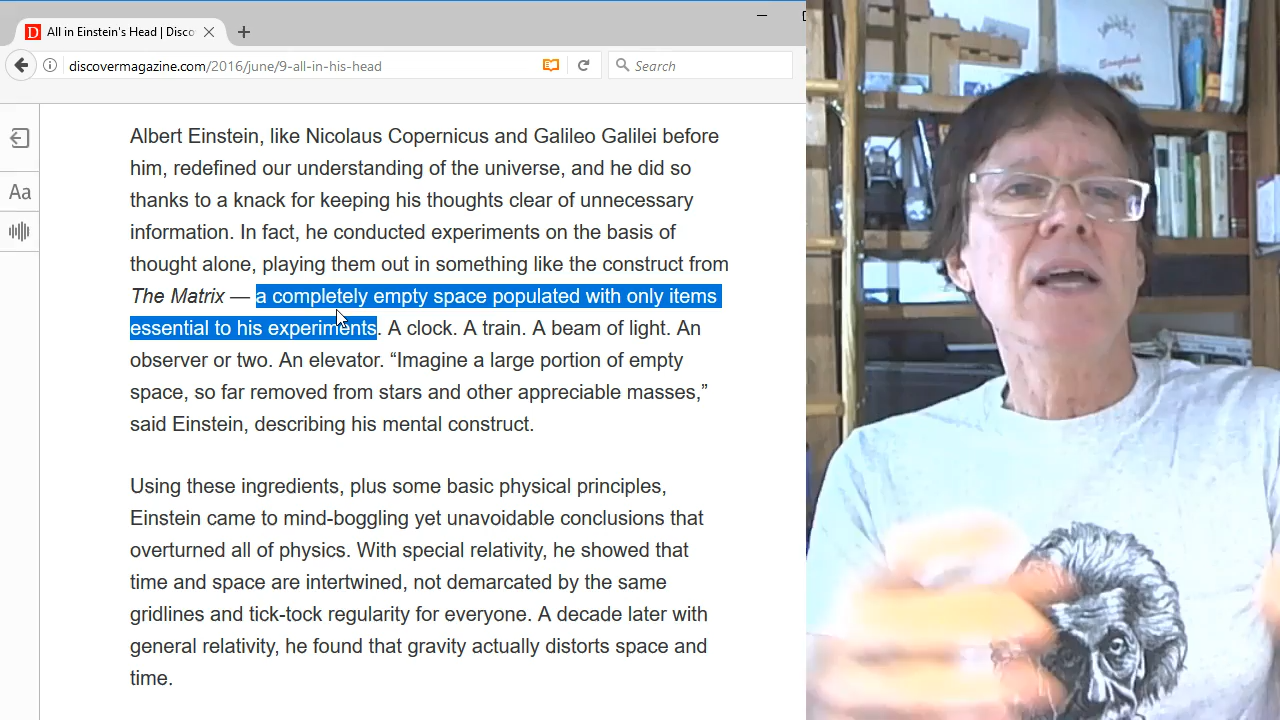 All in Einstein's Head | Disco
discovermagazine.com/2016/june/9-all-in-his-head
Search
Aa
Albert Einstein, like Nicolaus Copernicus and Galileo Galilei before
him, redefined our understanding of the universe, and he did so
thanks to a knack for keeping his thoughts clear of unnecessary
information. In fact, he conducted experiments on the basis of
thought alone, playing them out in something like the construct from
The Matrix — a completely empty space populated with only items
essential to his experiments. A clock. A train. A beam of light. An
observer or two. An elevator. “Imagine a large portion of empty
space, so far removed from stars and other appreciable masses,”
said Einstein, describing his mental construct.
Using these ingredients, plus some basic physical principles,
Einstein came to mind-boggling yet unavoidable conclusions that
overturned all of physics. With special relativity, he showed that
time and space are intertwined, not demarcated by the same
gridlines and tick-tock regularity for everyone. A decade later with
general relativity, he found that gravity actually distorts space and
time.
Songbook